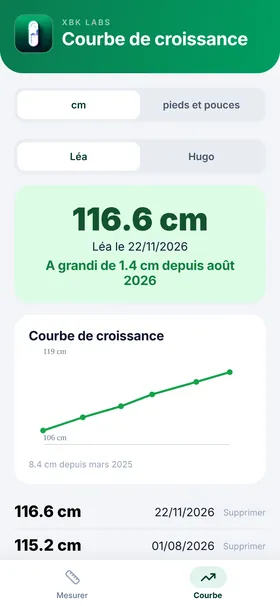 XBK LABS
Courbe de croissance
cm
pieds et pouces
Léa
Hugo
116.6 cm
Léa le 22/11/2026
A grandi de 1.4 cm depuis août
2026
Courbe de croissance
119 cm
106 cm
8.4 cm depuis mars 2025
116.6 cm 22/11/2026 Supprimer
115.2 cm 01/08/2026 Supprimer
Mesurer
Courbe